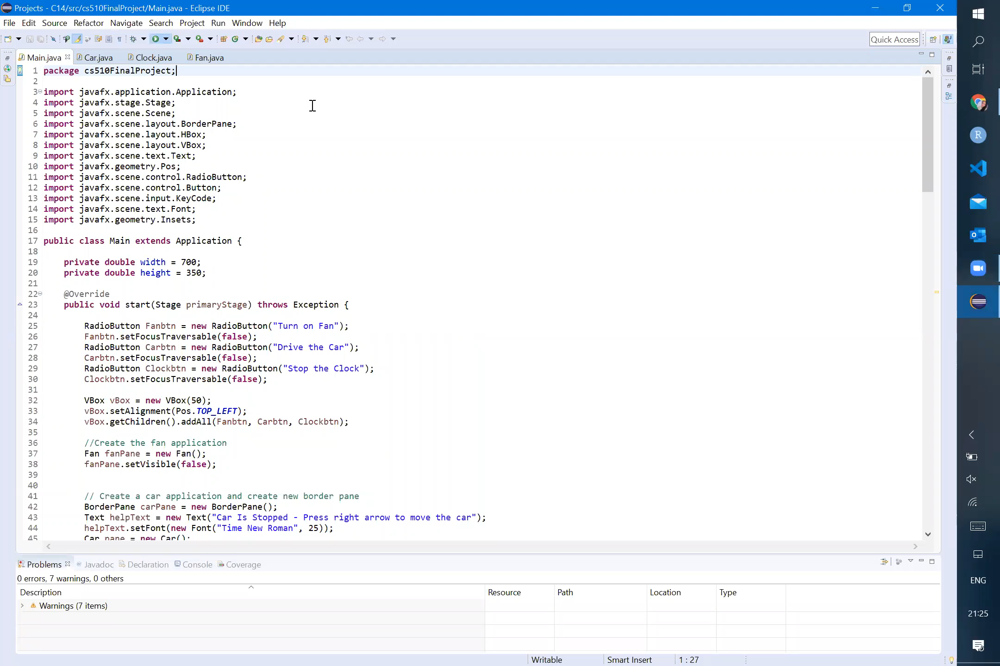 Projects - C14/src/cs510FinalProject/Main.java - Eclipse IDE
File Edit Source Refactor Navigate Search Project Run Window Help
Quick Access
Main.java Car.java Clock.java Fan.java
1 package cs510FinalProject;
2
3 import javafx.application.Application;
4 import javafx.stage.Stage;
5 import javafx.scene.Scene;
6 import javafx.scene.layout.BorderPane;
7 import javafx.scene.layout.HBox;
8 import javafx.scene.layout.VBox;
9 import javafx.scene.text.Text;
10 import javafx.geometry.Pos;
11 import javafx.scene.control.RadioButton;
12 import javafx.scene.control.Button;
13 import javafx.scene.input.KeyCode;
14 import javafx.scene.text.Font;
15 import javafx.geometry.Insets;
16
17 public class Main extends Application {
18
19 private double width = 700;
20 private double height = 350;
21
22 @Override
23 public void start(Stage primaryStage) throws Exception {
24
25 RadioButton Fanbtn = new RadioButton("Turn on Fan");
26 Fanbtn.setFocusTraversable(false);
27 RadioButton Carbtn = new RadioButton("Drive the Car");
28 Carbtn.setFocusTraversable(false);
29 RadioButton Clockbtn = new RadioButton("Stop the Clock");
30 Clockbtn.setFocusTraversable(false);
31
32 VBox vBox = new VBox(50);
33 vBox.setAlignment(Pos.TOP_LEFT);
34 vBox.getChildren().addAll(Fanbtn, Carbtn, Clockbtn);
35
36 //Create the fan application
37 Fan fanPane = new Fan();
38 fanPane.setVisible(false);
39
40
41 // Create a car application and create new border pane
42 BorderPane carPane = new BorderPane();
43 Text helpText = new Text("Car Is Stopped - Press right arrow to move the car");
44 helpText.setFont(new Font("Time New Roman", 25));
45 Car pane = new Car();
Problems Javadoc Declaration Console Coverage
0 errors, 7 warnings, 0 others
Description Resource Path Location Type
Warnings (7 items)
Writable Smart Insert 1 : 27
R
ENG
21:25